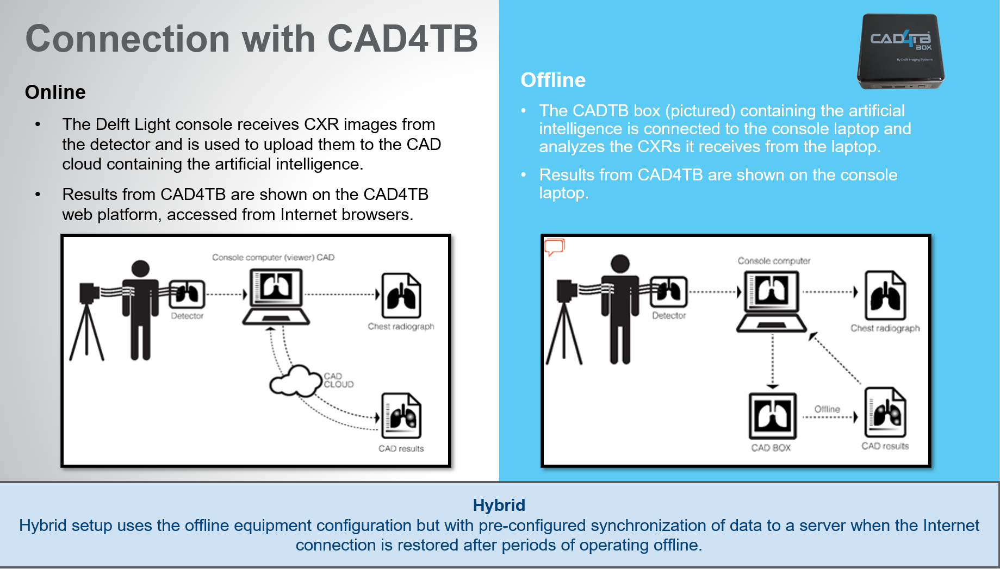 Connection with CAD4TB
Online
• The Delft Light console receives CXR images from
the detector and is used to upload them to the CAD
cloud containing the artificial intelligence.
• Results from CAD4TB are shown on the CAD4TB
web platform, accessed from Internet browsers.
Console computer (viewer) CAD
Detector
Chest radiograph
CAD
CLOUD
CAD results
CAD4TB
BOX
By Delft Imaging Systems
Offline
• The CADTB box (pictured) containing the artificial
intelligence is connected to the console laptop and
analyzes the CXRs it receives from the laptop.
• Results from CAD4TB are shown on the console
laptop.
Console computer
Detector
Chest radiograph
Offline
CAD BOX
CAD results
Hybrid
Hybrid setup uses the offline equipment configuration but with pre-configured synchronization of data to a server when the Internet
connection is restored after periods of operating offline.